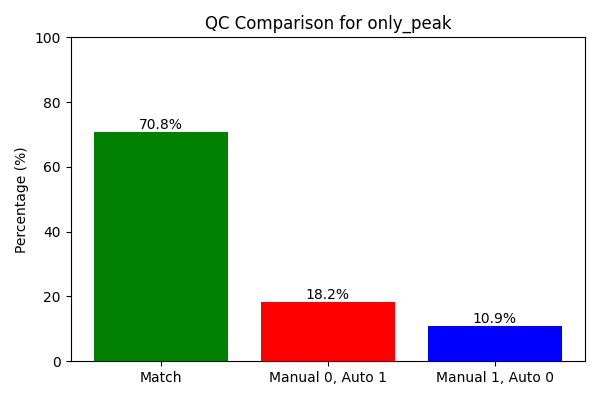 QC Comparison for only_peak
Percentage (%)
100
80
60
40
20
0
70.8%
18.2%
10.9%
Match
Manual 0, Auto 1
Manual 1, Auto 0